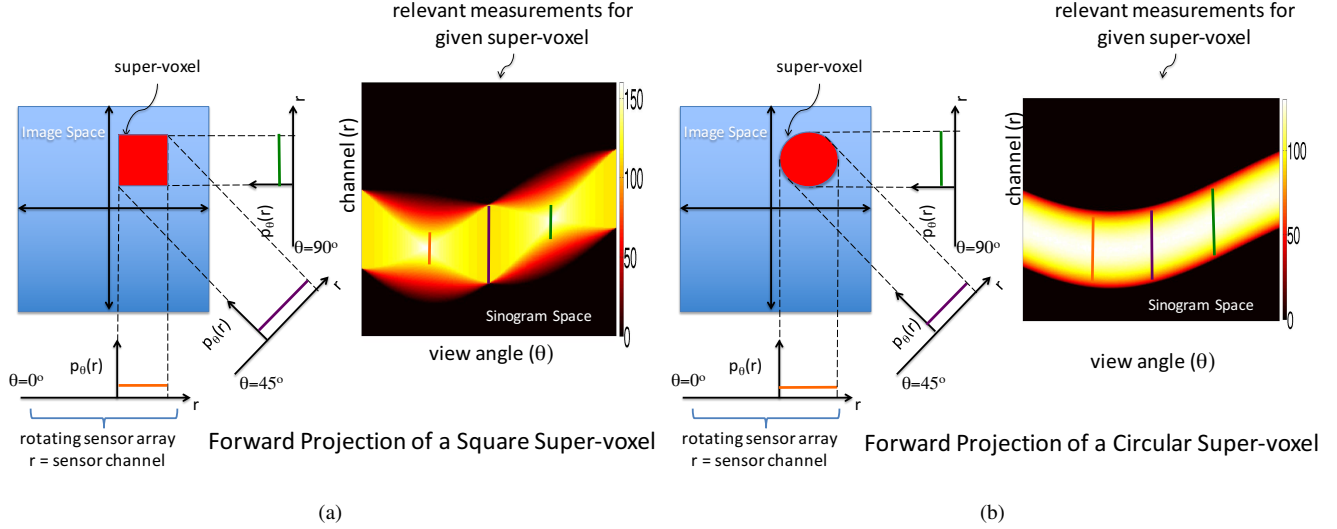 relevant measurements for
given super-voxel
super-voxel
Image Space
r
pθ(r)
θ=90º
r
pθ(r)
θ=45º
pθ(r)
θ=0º
r
rotating sensor array
r = sensor channel
channel (r)
150
100
50
0
Sinogram Space
view angle (θ)
Forward Projection of a Square Super-voxel
(a)
relevant measurements for
given super-voxel
super-voxel
Image Space
r
pθ(r)
θ=90º
r
pθ(r)
θ=45º
pθ(r)
θ=0º
r
rotating sensor array
r = sensor channel
channel (r)
100
50
0
Sinogram Space
view angle (θ)
Forward Projection of a Circular Super-voxel
(b)